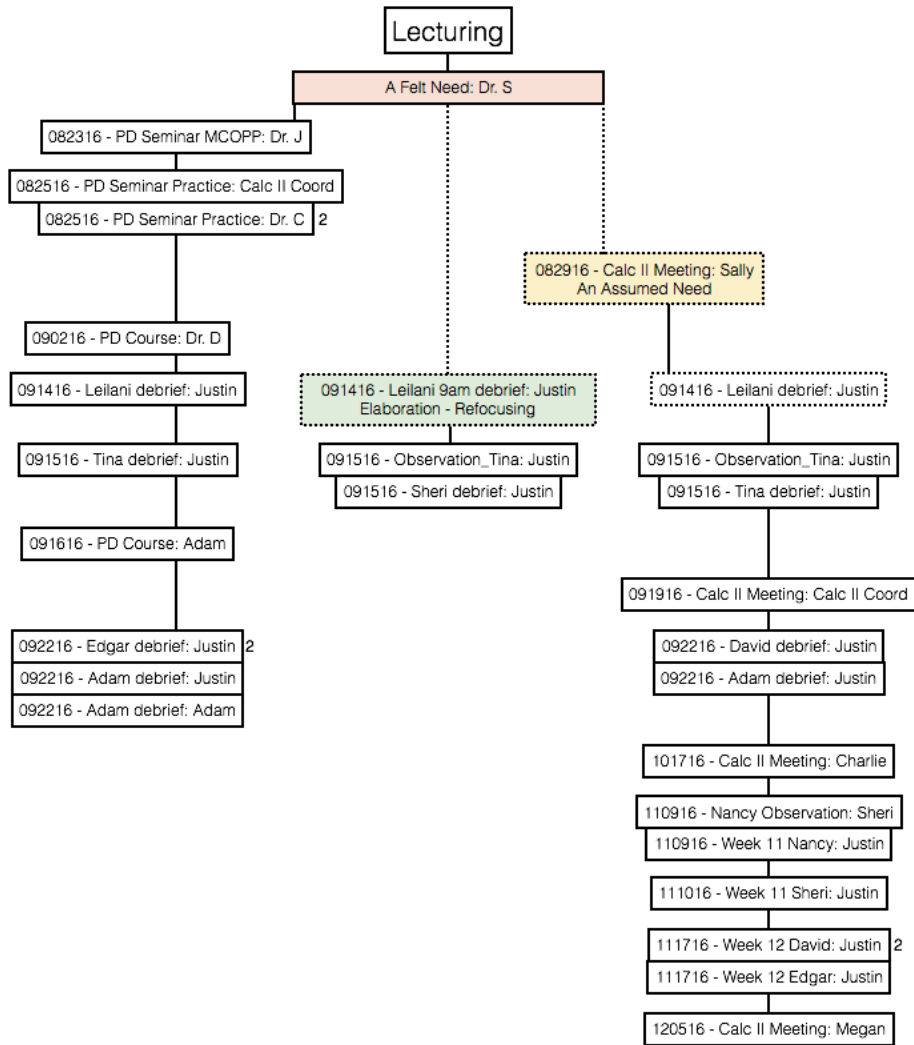 Lecturing
A Felt Need: Dr. S
082316 - PD Seminar MCOPP: Dr. J
082516 - PD Seminar Practice: Calc II Coord
082516 - PD Seminar Practice: Dr. C 2
090216 - PD Course: Dr. D
091416 - Leilani debrief: Justin
091516 - Tina debrief: Justin
091616 - PD Course: Adam
092216 - Edgar debrief: Justin 2
092216 - Adam debrief: Justin
092216 - Adam debrief: Adam
091416 - Leilani 9am debrief: Justin
Elaboration - Refocusing
091516 - Observation_Tina: Justin
091516 - Sheri debrief: Justin
082916 - Calc II Meeting: Sally
An Assumed Need
091416 - Leilani debrief: Justin
091516 - Observation_Tina: Justin
091516 - Tina debrief: Justin
091916 - Calc II Meeting: Calc II Coord
092216 - David debrief: Justin
092216 - Adam debrief: Justin
101716 - Calc II Meeting: Charlie
110916 - Nancy Observation: Sheri
110916 - Week 11 Nancy: Justin
111016 - Week 11 Sheri: Justin
111716 - Week 12 David: Justin 2
111716 - Week 12 Edgar: Justin
120516 - Calc II Meeting: Megan